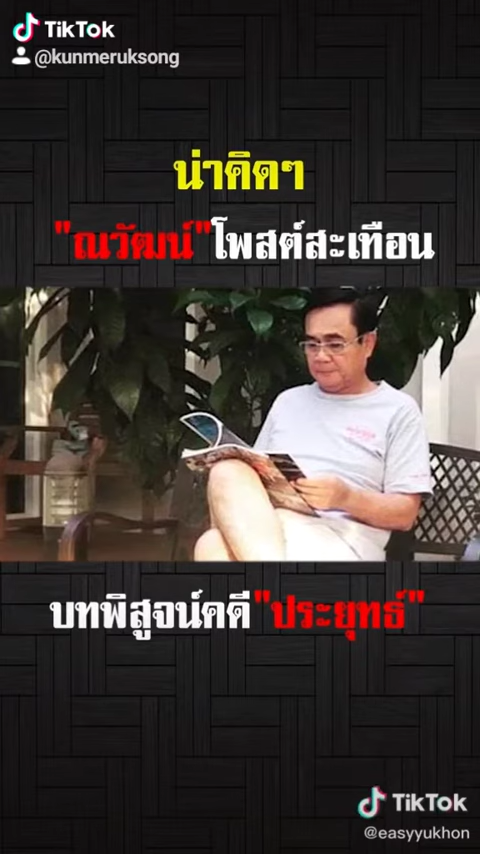 TikTok
@kunmeruksong
น่าคิดๆ
"ณวัฒน์"โพสต์สะเทือน
บทพิสูจน์คดี"ประยุทธ์"
TikTok
@easyyukhon